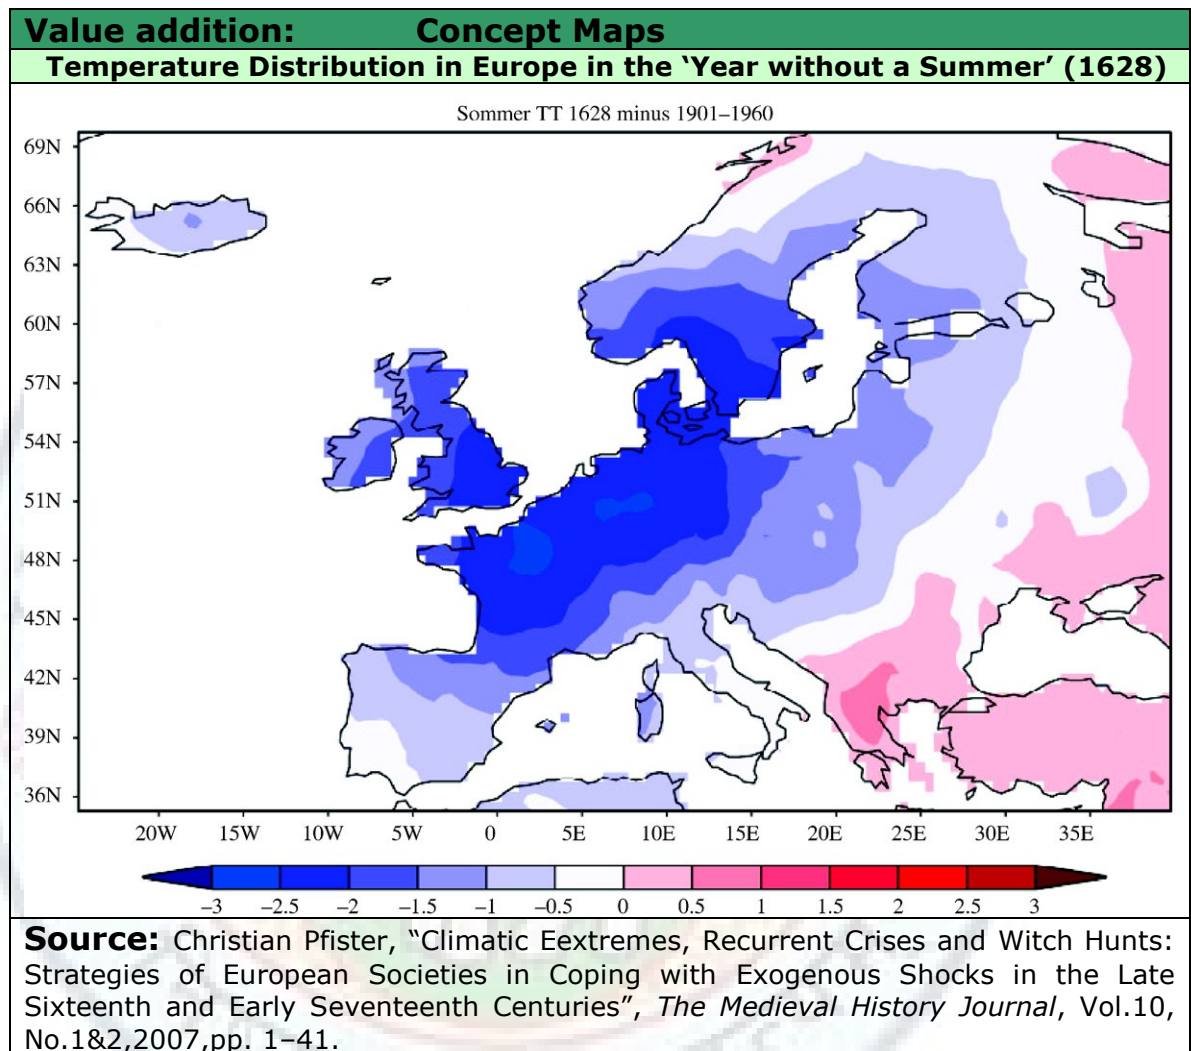 Value addition: Concept Maps
Temperature Distribution in Europe in the ‘Year without a Summer’ (1628)
Sommer TT 1628 minus 1901–1960
69N
66N
63N
60N
57N
54N
51N
48N
45N
42N
39N
36N
20W 15W 10W 5W 0 5E 10E 15E 20E 25E 30E 35E
−3 −2.5 −2 −1.5 −1 −0.5 0 0.5 1 1.5 2 2.5 3
Source: Christian Pfister, “Climatic Eextremes, Recurrent Crises and Witch Hunts:
Strategies of European Societies in Coping with Exogenous Shocks in the Late
Sixteenth and Early Seventeenth Centuries”, The Medieval History Journal, Vol.10,
No.1&2,2007,pp. 1–41.